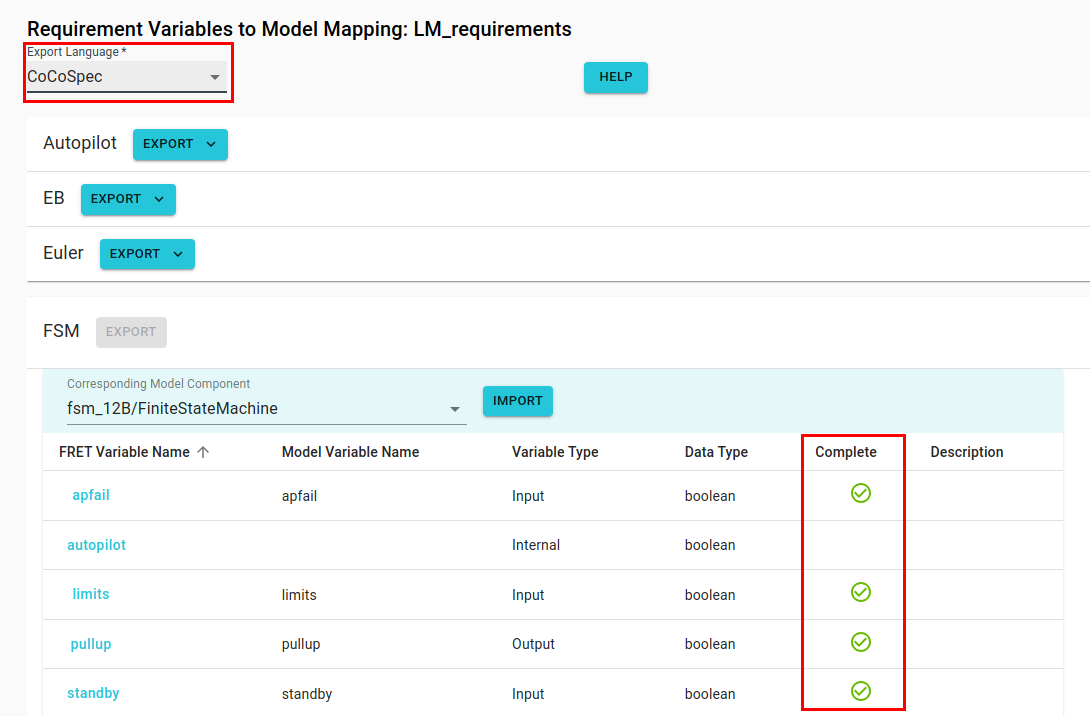 Requirement Variables to Model Mapping: LM_requirements
Export Language *
CoCoSpec
HELP
Autopilot EXPORT
EB EXPORT
Euler EXPORT
FSM EXPORT
Corresponding Model Component
fsm_12B/FiniteStateMachine
IMPORT
FRET Variable Name Model Variable Name Variable Type Data Type Complete Description
apfail apfail Input boolean
autopilot Internal boolean
limits limits Input boolean
pullup pullup Output boolean
standby standby Input boolean